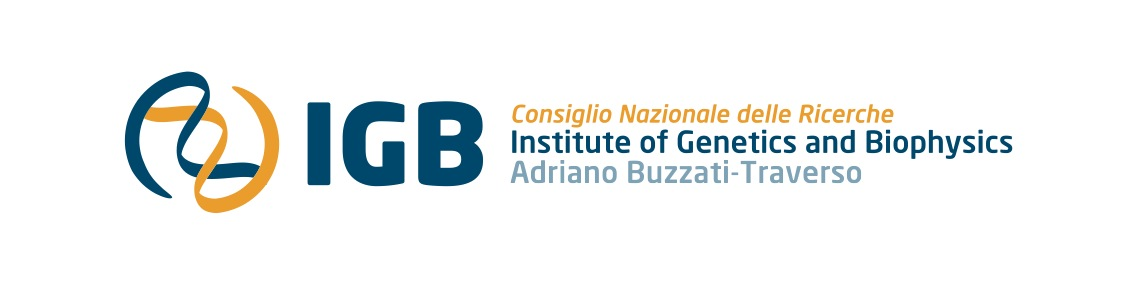 IGB
Consiglio Nazionale delle Ricerche
Institute of Genetics and Biophysics
Adriano Buzzati-Traverso